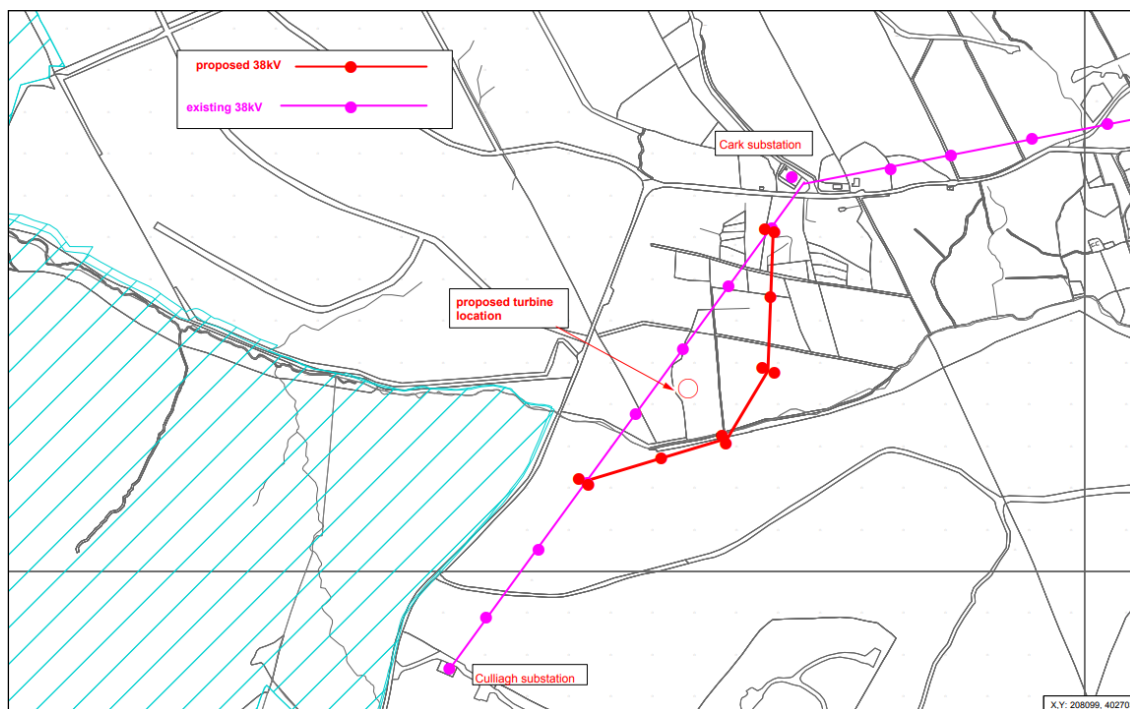 proposed 38kV
existing 38kV
Cark substation
proposed turbine
location
Culliagh substation
X,Y: 208099, 40270